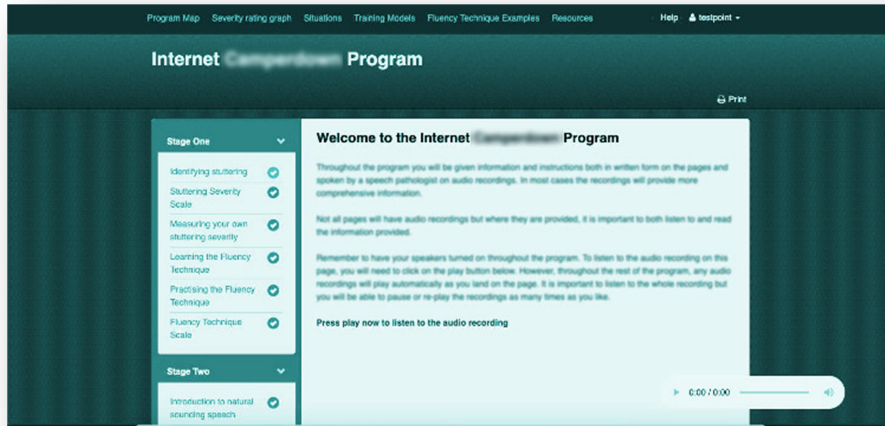 Program Map Severity rating graph Situations Training Models Fluency Technique Examples Resources Help testpoint
Internet Program
Print
Stage One
Identifying stuttering
Stuttering Severity
Scale
Measuring your own
stuttering severity
Learning the Fluency
Technique
Practising the Fluency
Technique
Fluency Technique
Scale
Stage Two
Introduction to natural
sounding speech
Welcome to the Internet Program
Throughout the program you will be given information and instructions both in written form on the pages and
spoken by a speech pathologist on audio recordings. In most cases the recordings will provide more
comprehensive information.
Not all pages will have audio recordings but where they are provided, it is important to both listen to and read
the information provided.
Remember to have your speakers turned on throughout the program. To listen to the audio recording on this
page, you will need to click on the play button below. However, throughout the rest of the program, any audio
recordings will play automatically as you land on the page. It is important to listen to the whole recording but
you will be able to pause or re-play the recordings as many times as you like.
Press play now to listen to the audio recording
0:00 / 0:00